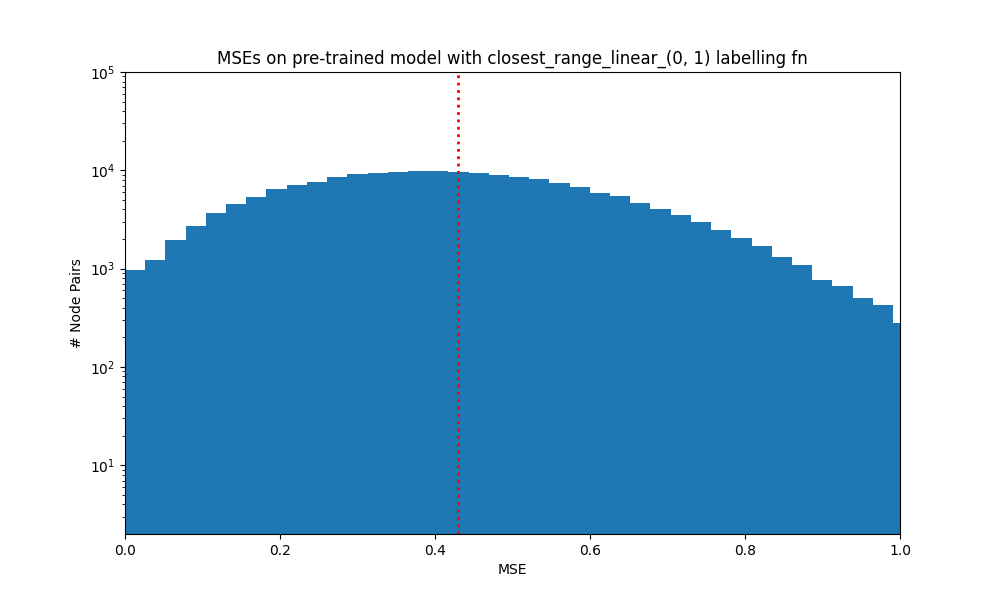 MSEs on pre-trained model with closest_range_linear_(0, 1) labelling fn
10^5
10^4
10^3
10^2
10^1
# Node Pairs
0.0 0.2 0.4 0.6 0.8 1.0
MSE